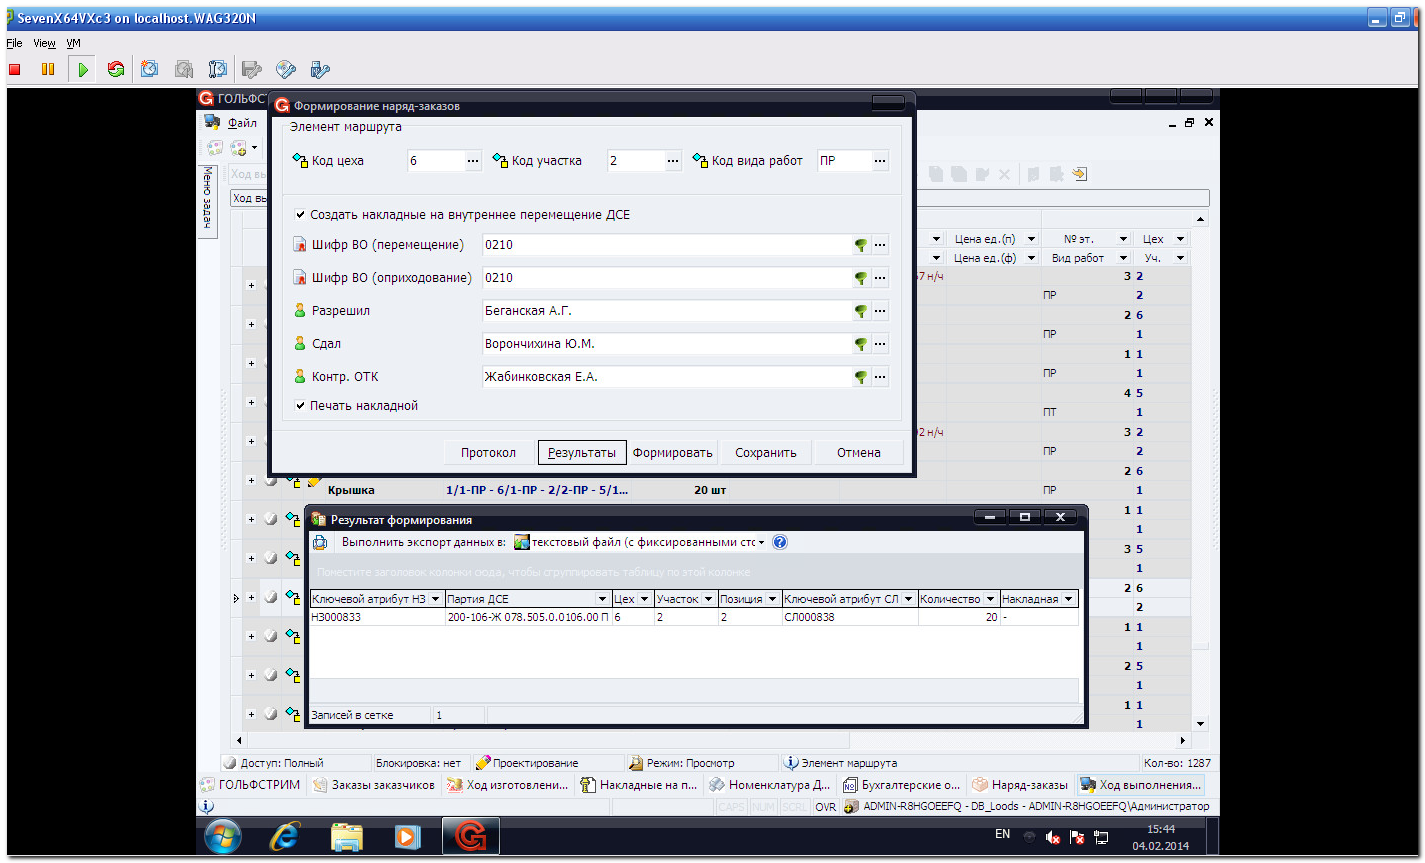 SevenX64VXc3 on localhost.WAG320N
File View VM
Файл
Меню задач
Формирование наряд-заказов
Элемент маршрута
Код цеха 6 ... Код участка 2 ... Код вида работ ПР ...
Создать накладные на внутреннее перемещение ДСЕ
Шифр ВО (перемещение) 0210 ...
Шифр ВО (оприходование) 0210 ...
Разрешил Беганская А.Г. ...
Сдал Ворончихина Ю.М. ...
Контр. ОТК Жабинковская Е.А. ...
Печать накладной
Протокол Результаты Формировать Сохранить Отмена
Цена ед.(п) № эт. Цех
Цена ед.(ф) Вид работ Уч.
н/ч 3 2
ПР 2
2 6
ПР 1
1 1
ПР 1
4 5
ПТ 1
н/ч 3 2
ПР 2
2 6
Крышка 1/1-ПР - 6/1-ПР - 2/2-ПР - 5/1... 20 шт ПР 1
1 1
1
3 5
1
2 6
2
1 1
1
2 5
1
1 1
1
Результат формирования
Выполнить экспорт данных в: текстовый файл (с фиксированными стс
Поместите заголовок колонки сюда, чтобы сгруппировать таблицу по этой колонке
Ключевой атрибут НЗ Партия ДСЕ Цех Участок Позиция Ключевой атрибут СЛ Количество Накладная
НЗ000833 200-106-Ж 078.505.0.0106.00 П 6 2 2 СЛ000838 20 -
Записей в сетке 1
Доступ: Полный Блокировка: нет Проектирование Режим: Просмотр Элемент маршрута Кол-во: 1287
ГОЛЬФСТРИМ Заказы заказчиков Ход изготовлени... Накладные на п... Номенклатура Д... Бухгалтерские о... Наряд-заказы Ход выполнения...
CAPS NUM SCRL OVR ADMIN-R8HGOEEFQ - DB_Loods - ADMIN-R8HGOEEFQ\Администратор
EN 15:44
04.02.2014